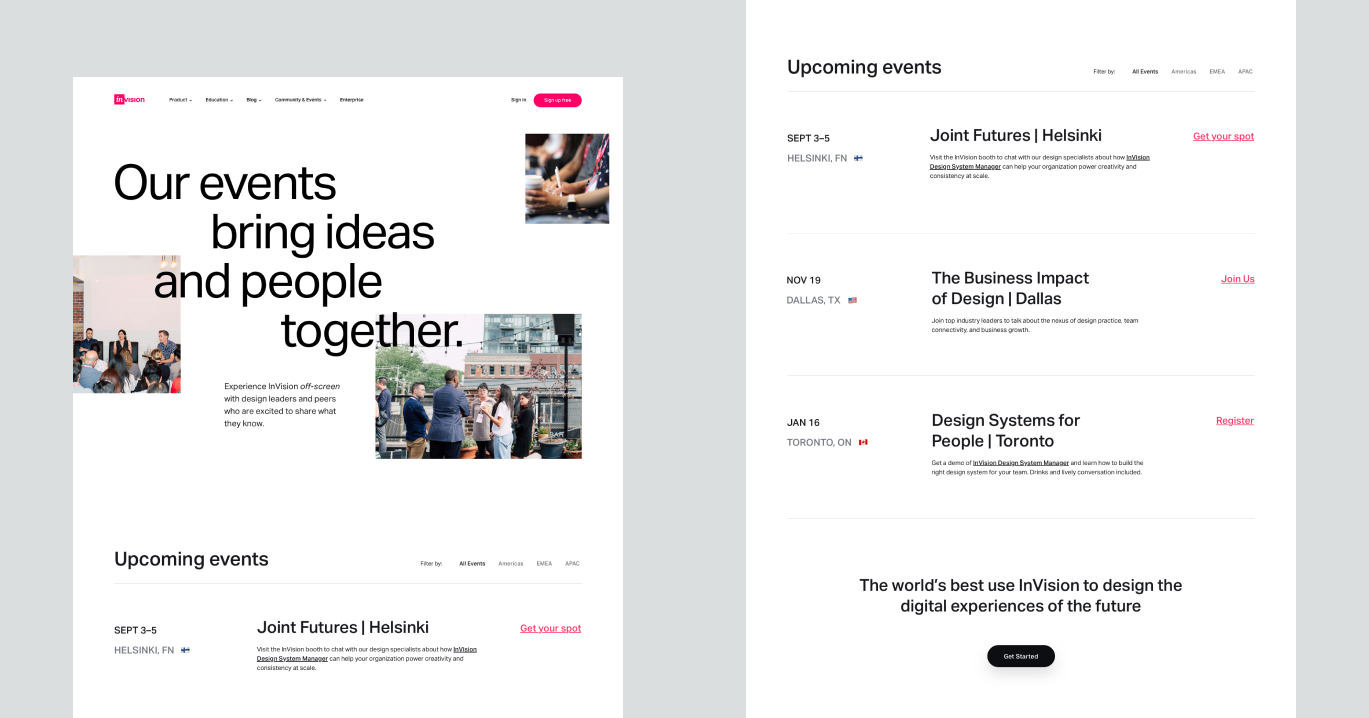 invision Product Education Blog Community & Events Enterprise Sign in Sign up free
Our events
bring ideas
and people
together.
Experience InVision off-screen
with design leaders and peers
who are excited to share what
they know.
Upcoming events
Filter by: All Events Americas EMEA APAC
SEPT 3–5
HELSINKI, FN
Joint Futures | Helsinki
Visit the InVision booth to chat with our design specialists about how InVision
Design System Manager can help your organization power creativity and
consistency at scale.
Get your spot
Upcoming events
Filter by: All Events Americas EMEA APAC
SEPT 3–5
HELSINKI, FN
Joint Futures | Helsinki
Visit the InVision booth to chat with our design specialists about how InVision
Design System Manager can help your organization power creativity and
consistency at scale.
Get your spot
NOV 19
DALLAS, TX
The Business Impact
of Design | Dallas
Join top industry leaders to talk about the nexus of design practice, team
connectivity, and business growth.
Join Us
JAN 16
TORONTO, ON
Design Systems for
People | Toronto
Get a demo of InVision Design System Manager and learn how to build the
right design system for your team. Drinks and lively conversation included.
Register
The world's best use InVision to design the
digital experiences of the future
Get Started